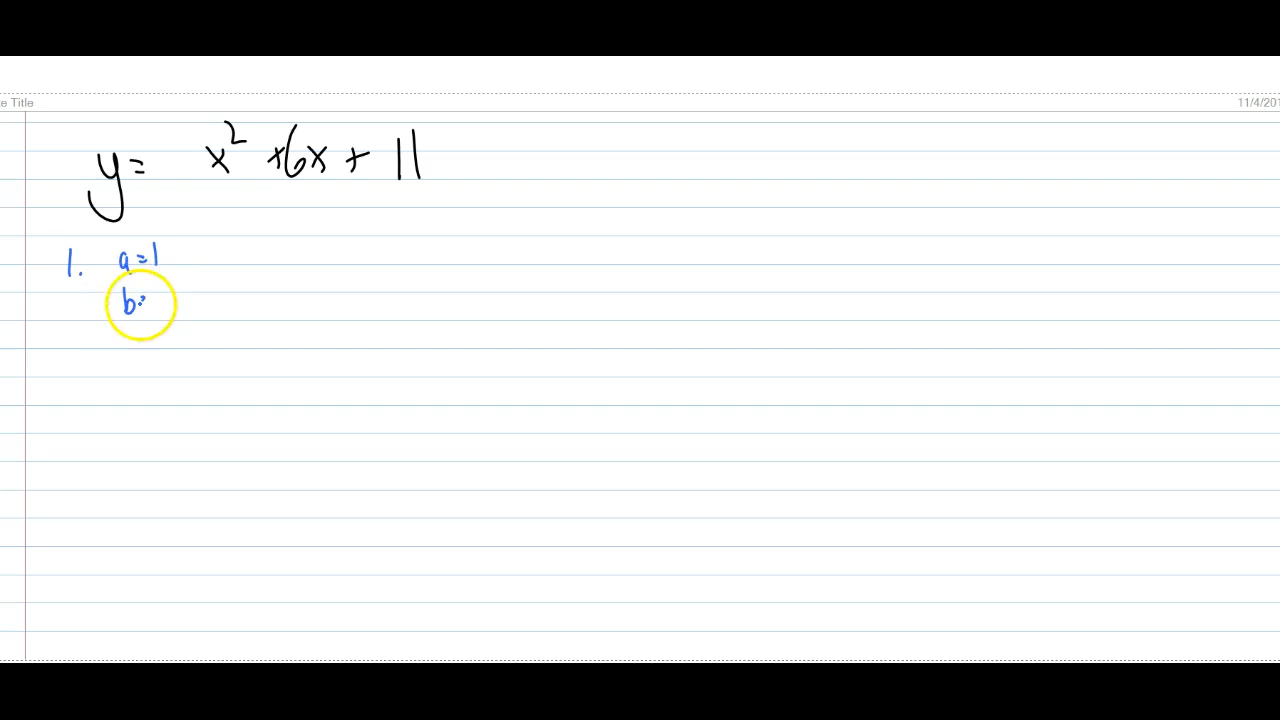 e Title
11/4/201
y= x² +6x + 11
1. a=1
b=